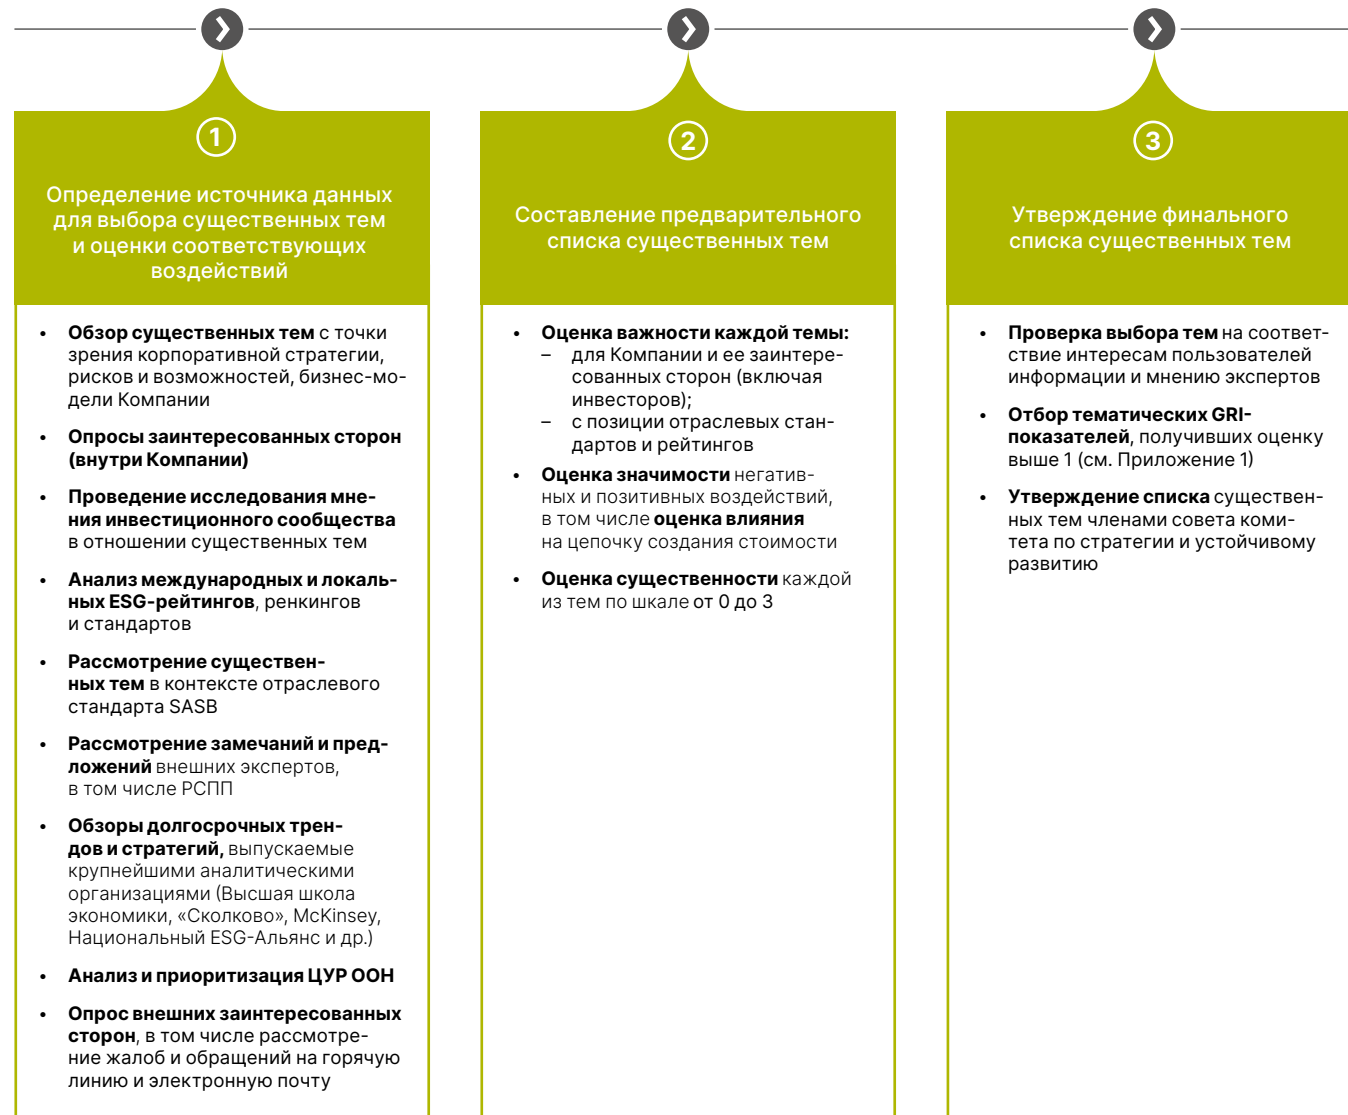 1
Определение источника данных
для выбора существенных тем
и оценки соответствующих
воздействий
• Обзор существенных тем с точки
зрения корпоративной стратегии,
рисков и возможностей, бизнес-мо-
дели Компании
• Опросы заинтересованных сторон
(внутри Компании)
• Проведение исследования мне-
ния инвестиционного сообщества
в отношении существенных тем
• Анализ международных и локаль-
ных ESG-рейтингов, ренкингов
и стандартов
• Рассмотрение существен-
ных тем в контексте отраслевого
стандарта SASB
• Рассмотрение замечаний и пред-
ложений внешних экспертов,
в том числе РСПП
• Обзоры долгосрочных трен-
дов и стратегий, выпускаемые
крупнейшими аналитическими
организациями (Высшая школа
экономики, «Сколково», McKinsey,
Национальный ESG-Альянс и др.)
• Анализ и приоритизация ЦУР ООН
• Опрос внешних заинтересованных
сторон, в том числе рассмотре-
ние жалоб и обращений на горячую
линию и электронную почту
2
Составление предварительного
списка существенных тем
• Оценка важности каждой темы:
– для Компании и ее заинтере-
сованных сторон (включая
инвесторов);
– с позиции отраслевых стан-
дартов и рейтингов
• Оценка значимости негатив-
ных и позитивных воздействий,
в том числе оценка влияния
на цепочку создания стоимости
• Оценка существенности каждой
из тем по шкале от 0 до 3
3
Утверждение финального
списка существенных тем
• Проверка выбора тем на соответ-
ствие интересам пользователей
информации и мнению экспертов
• Отбор тематических GRI-
показателей, получивших оценку
выше 1 (см. Приложение 1)
• Утверждение списка существен-
ных тем членами совета коми-
тета по стратегии и устойчивому
развитию